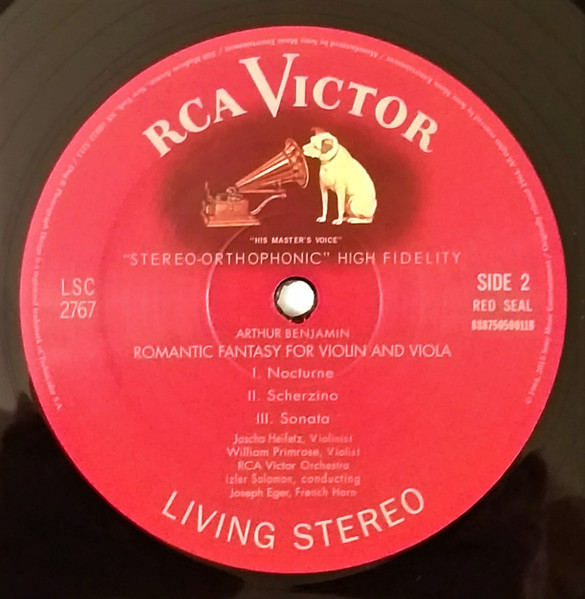 RCA VICTOR
"HIS MASTER'S VOICE"
"STEREO-ORTHOPHONIC" HIGH FIDELITY
LSC
2767
SIDE 2
RED SEAL
888750500118
ARTHUR BENJAMIN
ROMANTIC FANTASY FOR VIOLIN AND VIOLA
I. Nocturne
II. Scherzino
III. Sonata
Jascha Heifetz, Violinist
William Primrose, Violist
RCA Victor Orchestra
Izler Solomon, conducting
Joseph Eger, French Horn
LIVING STEREO